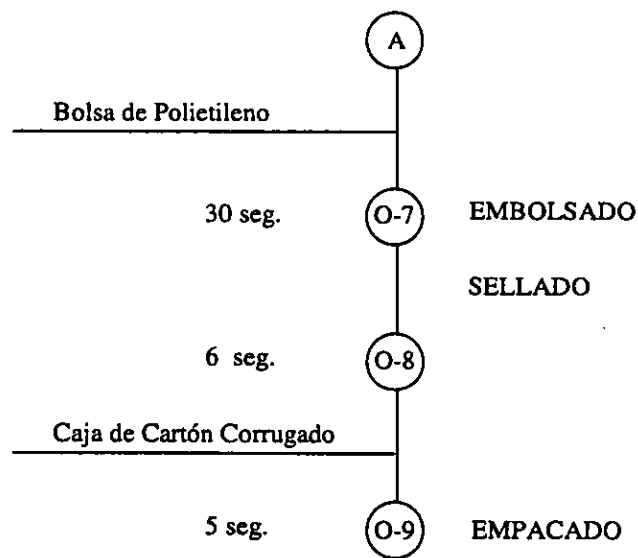 A
Bolsa de Polietileno
30 seg. O-7 EMBOLSADO
SELLADO
6 seg. O-8
Caja de Cartón Corrugado
5 seg. O-9 EMPACADO